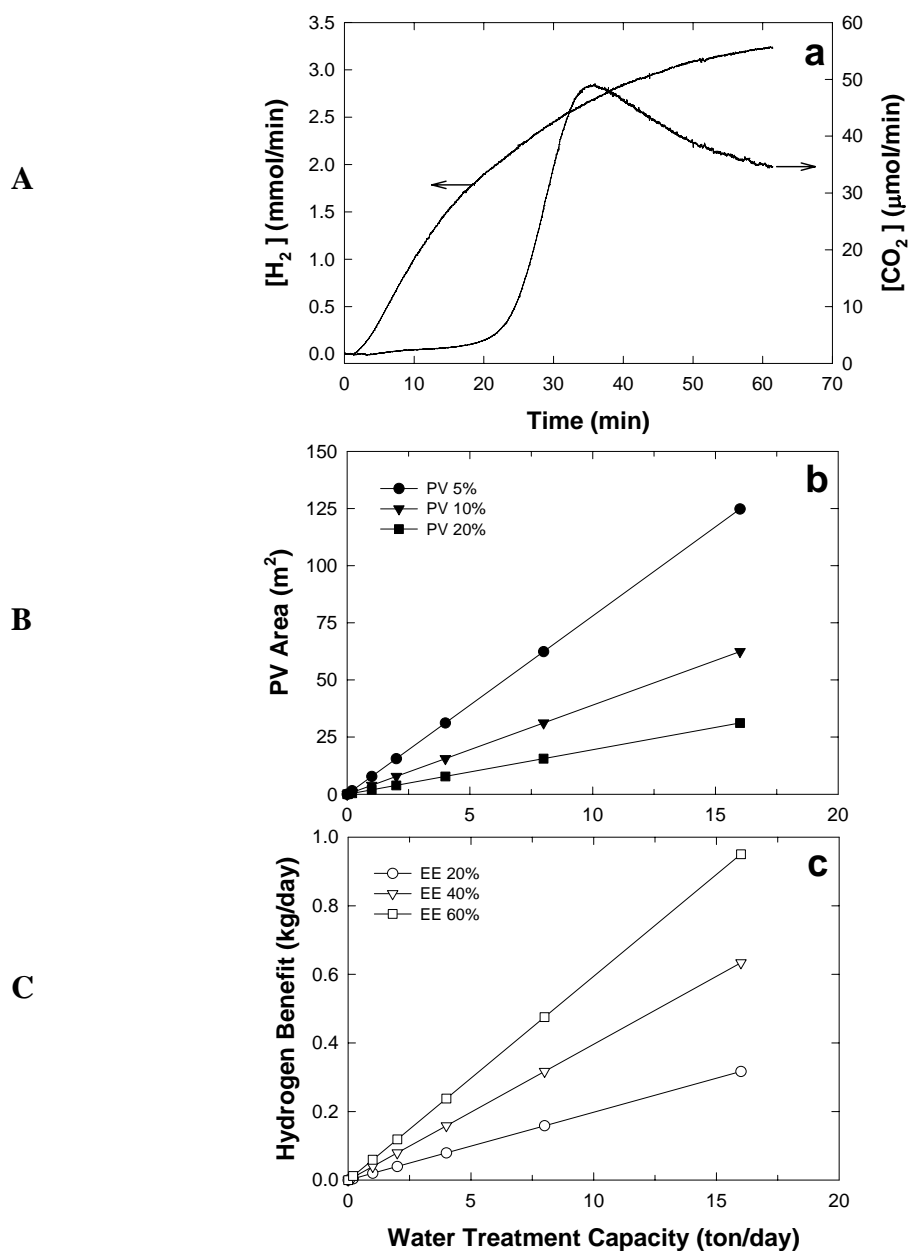 A
a
3.5
3.0
2.5
2.0
1.5
1.0
0.5
0.0
[H2] (mmol/min)
60
50
40
30
20
10
0
[CO2] (μmol/min)
0 10 20 30 40 50 60 70
Time (min)
B
b
PV 5%
PV 10%
PV 20%
150
125
100
75
50
25
0
PV Area (m²)
0 5 10 15 20
C
c
EE 20%
EE 40%
EE 60%
1.0
0.8
0.6
0.4
0.2
0.0
Hydrogen Benefit (kg/day)
0 5 10 15 20
Water Treatment Capacity (ton/day)